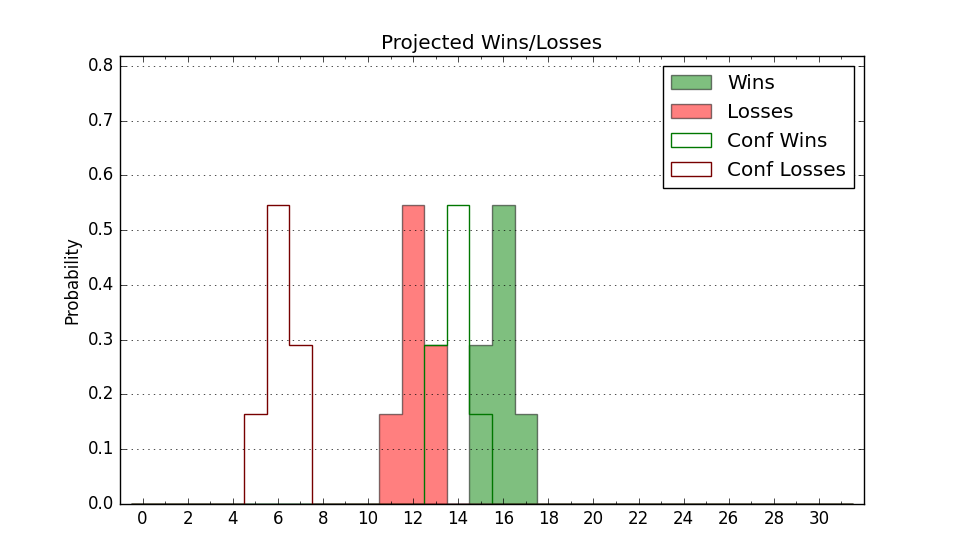 Projected Wins/Losses
0.8
0.7
0.6
0.5
0.4
0.3
0.2
0.1
0.0
Probability
Wins
Losses
Conf Wins
Conf Losses
0 2 4 6 8 10 12 14 16 18 20 22 24 26 28 30